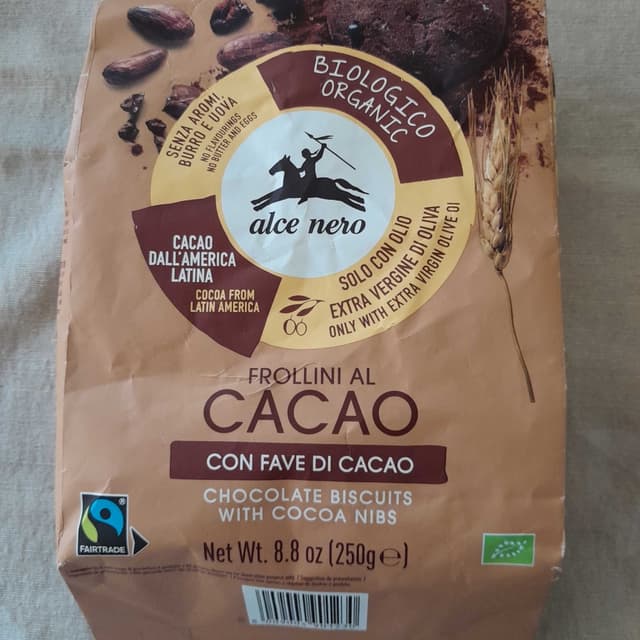 BIOLOGICO
ORGANIC
SENZA AROMI,
BURRO E UOVA
NO FLAVOURINGS
NO BUTTER AND EGGS
alce nero
CACAO
DALL'AMERICA
LATINA
COCOA FROM
LATIN AMERICA
SOLO CON OLIO
EXTRA VERGINE DI OLIVA
ONLY WITH EXTRA VIRGIN OLIVE OI
FROLLINI AL
CACAO
CON FAVE DI CACAO
CHOCOLATE BISCUITS
WITH COCOA NIBS
FAIRTRADE
®
Net Wt. 8.8 oz (250g ℮)